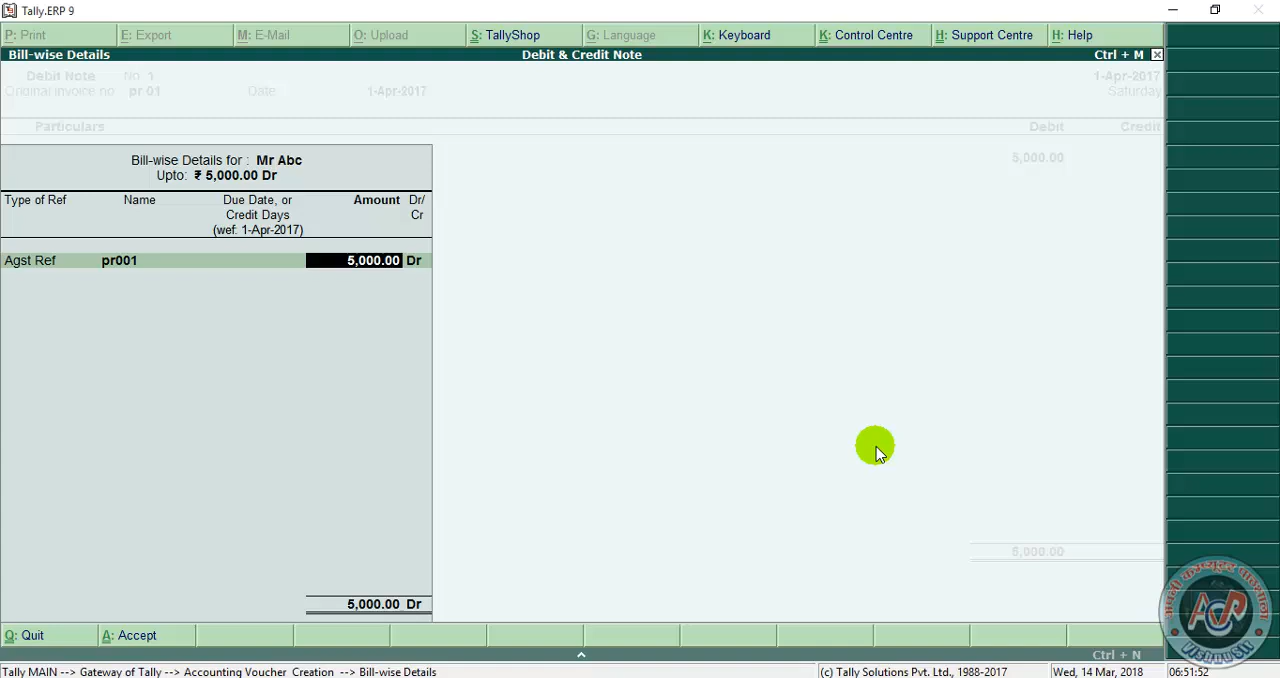 Tally.ERP 9
P: Print E: Export M: E-Mail O: Upload S: TallyShop G: Language K: Keyboard K: Control Centre H: Support Centre H: Help
Bill-wise Details Debit & Credit Note Ctrl + M
Debit Note No. 1 1-Apr-2017
Original invoice no pr 01 Date 1-Apr-2017 Saturday
Particulars Debit Credit
5,000.00
Bill-wise Details for : Mr Abc
Upto: ₹ 5,000.00 Dr
Type of Ref Name Due Date, or Amount Dr/
Credit Days Cr
(wef: 1-Apr-2017)
Agst Ref pr001 5,000.00 Dr
5,000.00
5,000.00 Dr
Q: Quit A: Accept
Ctrl + N
Tally MAIN --> Gateway of Tally --> Accounting Voucher Creation --> Bill-wise Details (c) Tally Solutions Pvt. Ltd., 1988-2017 Wed, 14 Mar, 2018 06:51:52
ACP